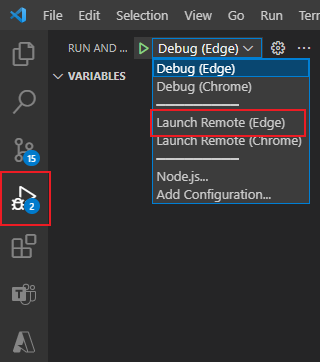 File Edit Selection View Go Run
RUN AND ... Debug (Edge) ...
VARIABLES
Debug (Edge)
Debug (Chrome)
Launch Remote (Edge)
Launch Remote (Chrome)
Node.js...
Add Configuration...
15
2